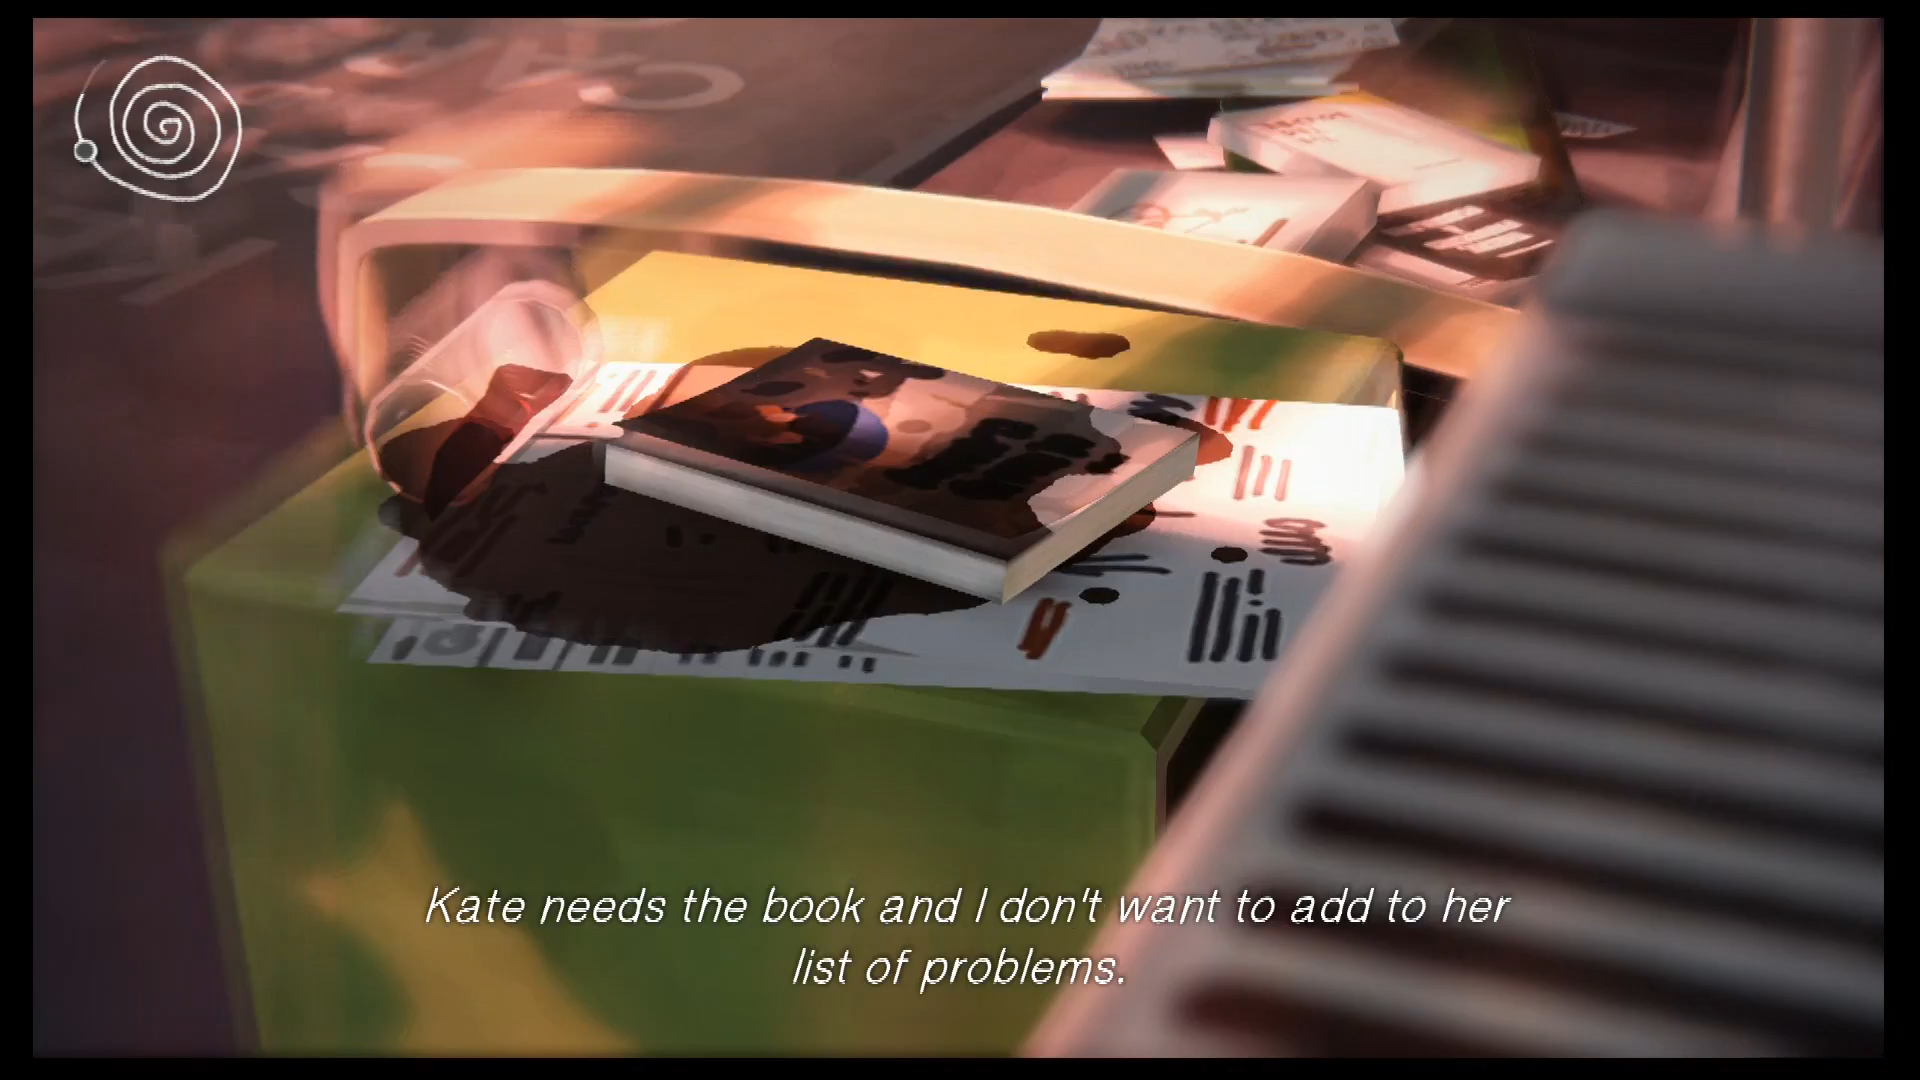 Kate needs the book and I don't want to add to her
list of problems.